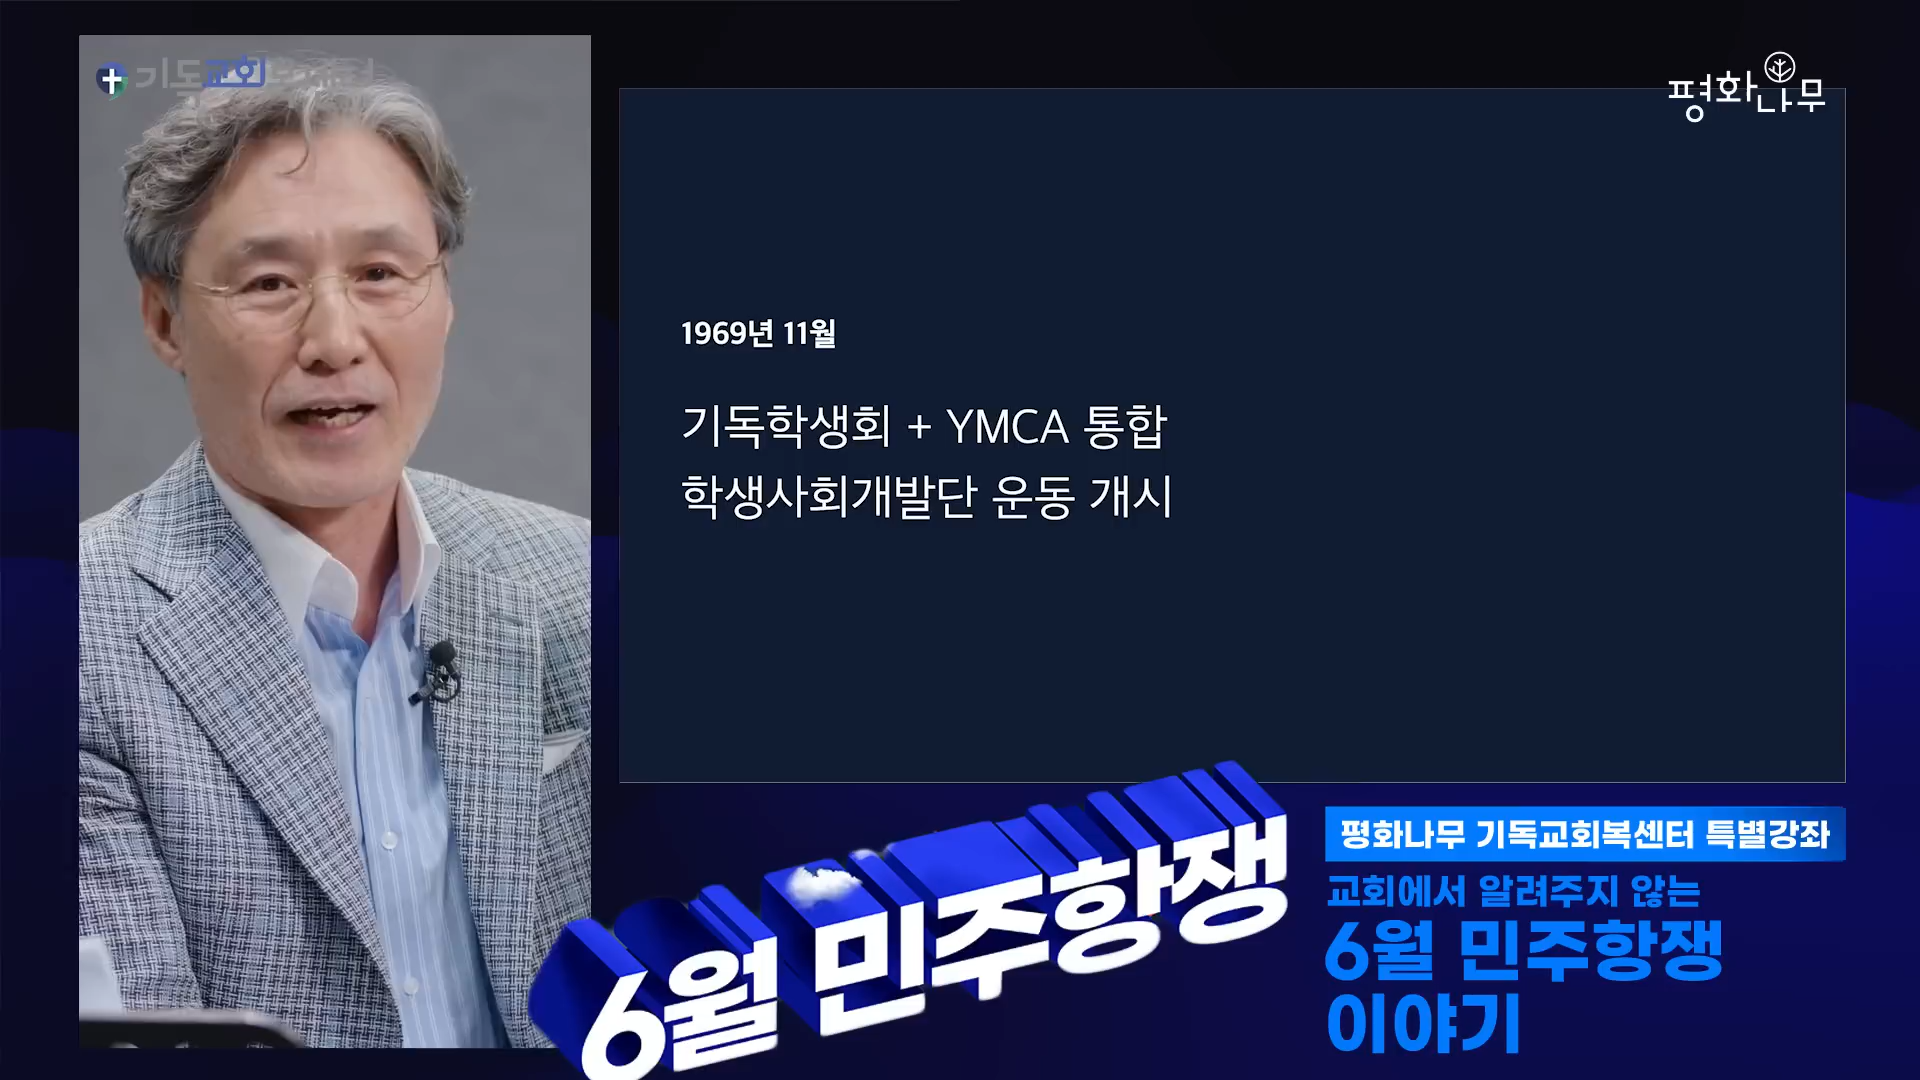 평화나무
1969년 11월
기독학생회 + YMCA 통합
학생사회개발단 운동 개시
6월 민주항쟁
평화나무 기독교회복센터 특별강좌
교회에서 알려주지 않는
6월 민주항쟁
이야기